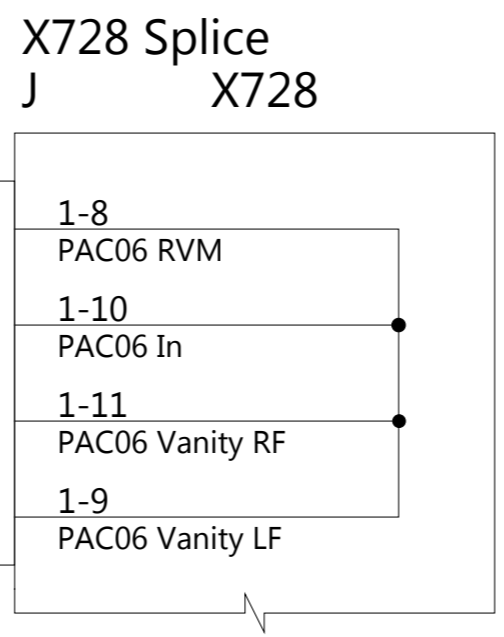 X728 Splice
J X728
1-8
PAC06 RVM
1-10
PAC06 In
1-11
PAC06 Vanity RF
1-9
PAC06 Vanity LF